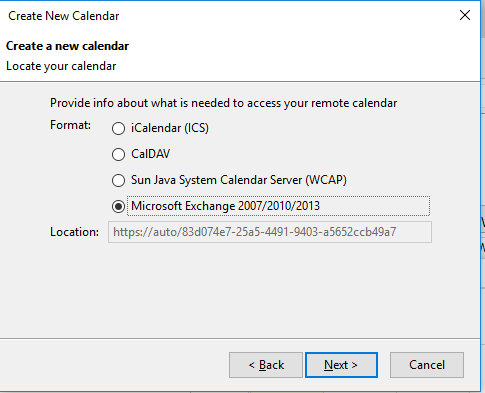 Create New Calendar
Create a new calendar
Locate your calendar
Provide info about what is needed to access your remote calendar
Format:
iCalendar (ICS)
CalDAV
Sun Java System Calendar Server (WCAP)
Microsoft Exchange 2007/2010/2013
Location: https://auto/83d074e7-25a5-4491-9403-a5652ccb49a7
< Back Next > Cancel